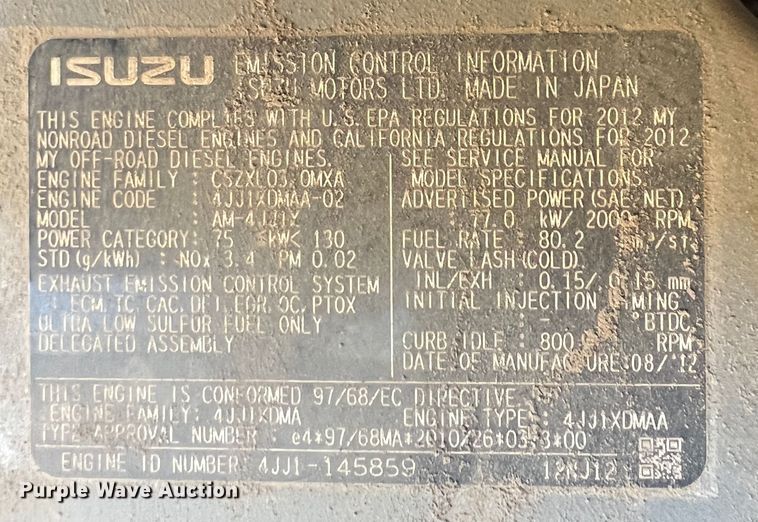 ISUZU EMISSION CONTROL INFORMATION
ISUZU MOTORS LTD. MADE IN JAPAN
THIS ENGINE COMPLIES WITH U.S.EPA REGULATIONS FOR 2012 MY
NONROAD DIESEL ENGINES AND CALIFORNIA REGULATIONS FOR 2012
MY OFF-ROAD DIESEL ENGINES.
ENGINE FAMILY : CSZXL03.0MXA
ENGINE CODE : 4JJ1XDMAA-02
MODEL : AM-4JJ1X
POWER CATEGORY: 75 kW< 130
STD(g/kWh) : NOx 3.4 PM 0.02
EXHAUST EMISSION CONTROL SYSTEM
: ECM,TC,CAC,DFI,EGR,OC,PTOX
ULTRA LOW SULFUR FUEL ONLY
DELEGATED ASSEMBLY
SEE SERVICE MANUAL FOR
MODEL SPECIFICATIONS.
ADVERTISED POWER(SAE NET)
: 77.0 kW/ 2000 RPM
FUEL RATE : 80.2 /st
VALVE LASH(COLD)
INL/EXH : 0.15/ 0.15 mm
INITIAL INJECTION TIMING
: - °BTDC
CURB IDLE : 800 RPM
DATE OF MANUFACTURE:08/'12
THIS ENGINE IS CONFORMED 97/68/EC DIRECTIVE
ENGINE FAMILY: 4JJ1XDMA ENGINE TYPE : 4JJ1XDMAA
TYPE APPROVAL NUMBER : e4*97/68MA*2010/26*03 3*00
ENGINE ID NUMBER 4JJ1-145859
Purple Wave Auction